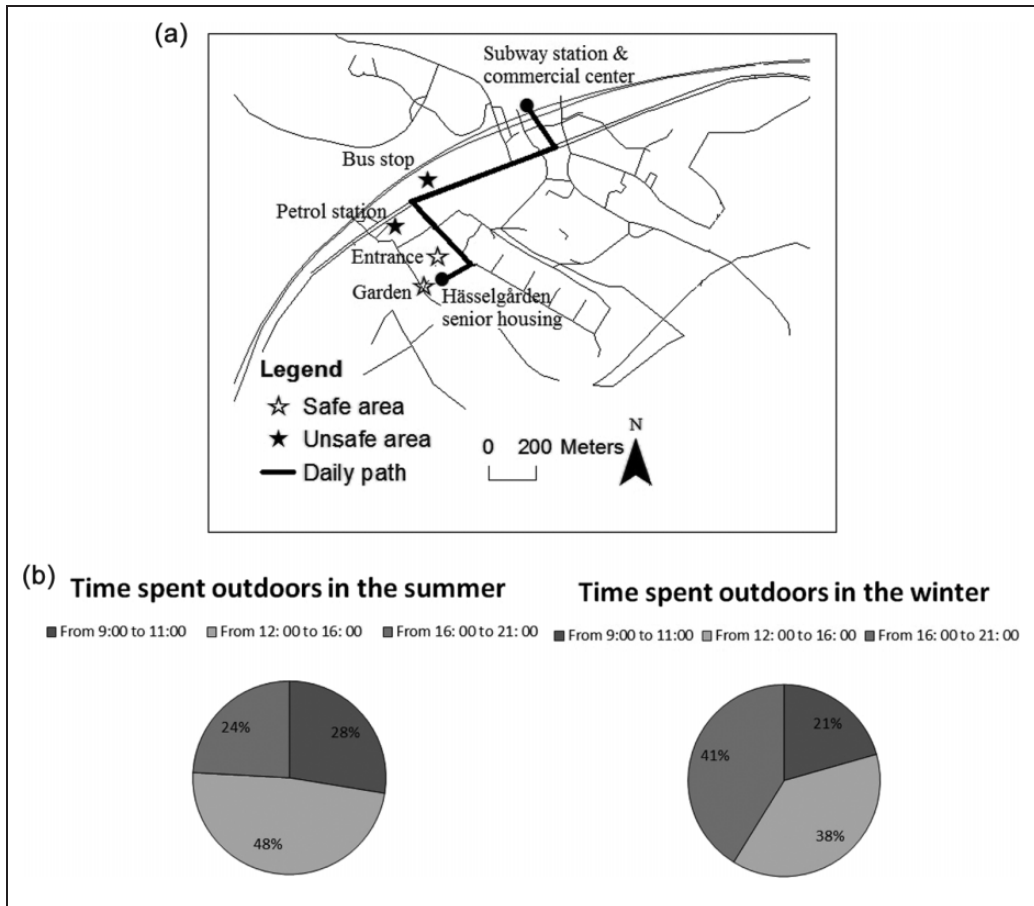 (a)
Subway station &
commercial center
Bus stop
Petrol station
Entrance
Garden
Hässelgården
senior housing
Legend
Safe area
Unsafe area
Daily path
0 200 Meters
N
(b)
Time spent outdoors in the summer
From 9:00 to 11:00 From 12: 00 to 16: 00 From 16: 00 to 21: 00
24%
28%
48%
Time spent outdoors in the winter
From 9:00 to 11:00 From 12: 00 to 16: 00 From 16: 00 to 21: 00
21%
41%
38%